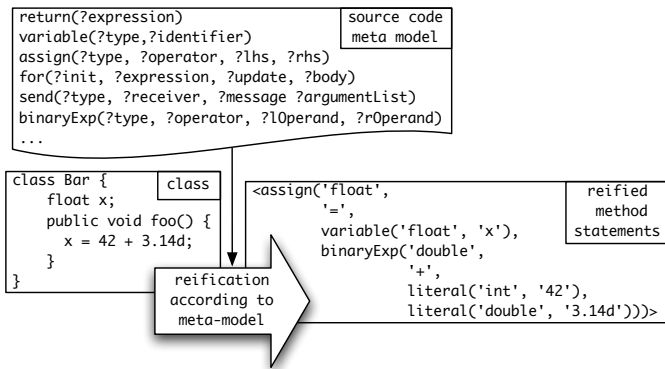 return(?expression)
variable(?type,?identifier)
assign(?type, ?operator, ?lhs, ?rhs)
for(?init, ?expression, ?update, ?body)
send(?type, ?receiver, ?message ?argumentList)
binaryExp(?type, ?operator, ?lOperand, ?rOperand)
...
source code
meta model
class Bar {
float x;
public void foo() {
x = 42 + 3.14d;
}
}
class
reification
according to
meta-model
<assign('float',
'=',
variable('float', 'x'),
binaryExp('double',
'+',
literal('int', '42'),
literal('double', '3.14d')))>
reified
method
statements